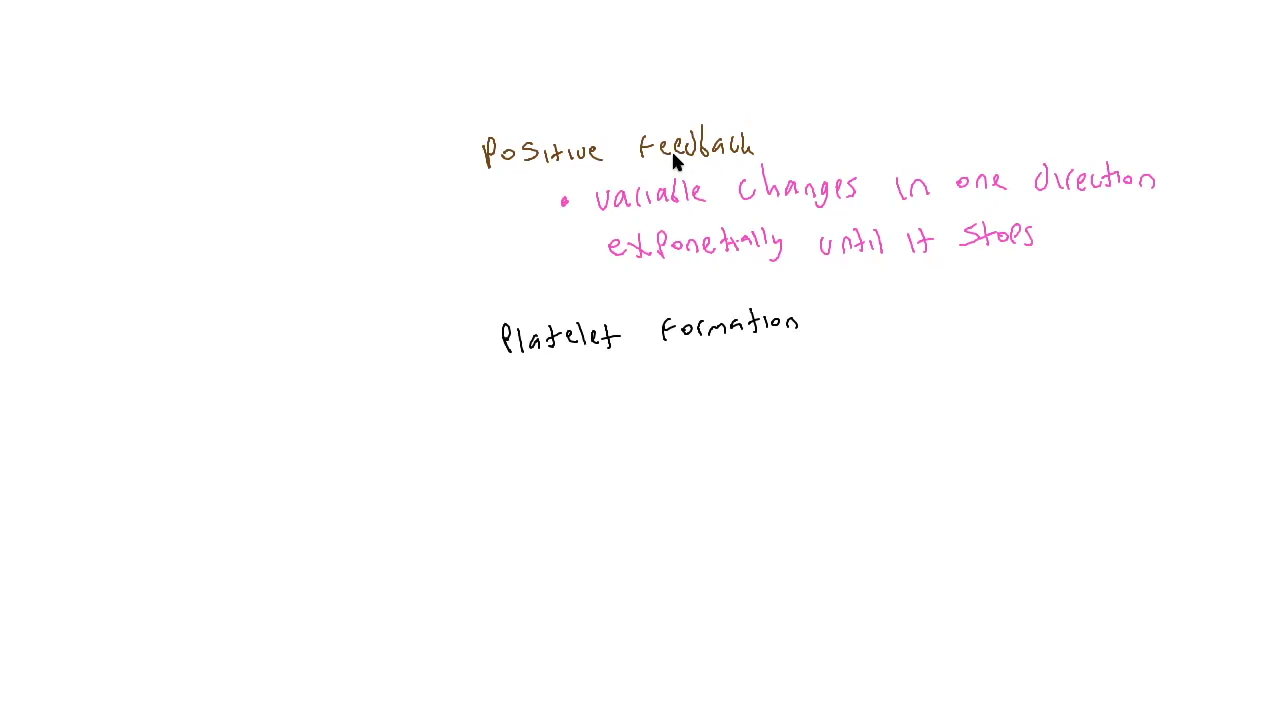 Positive Feedback
• variable changes in one direction
exponetially until it stops
Platelet Formation